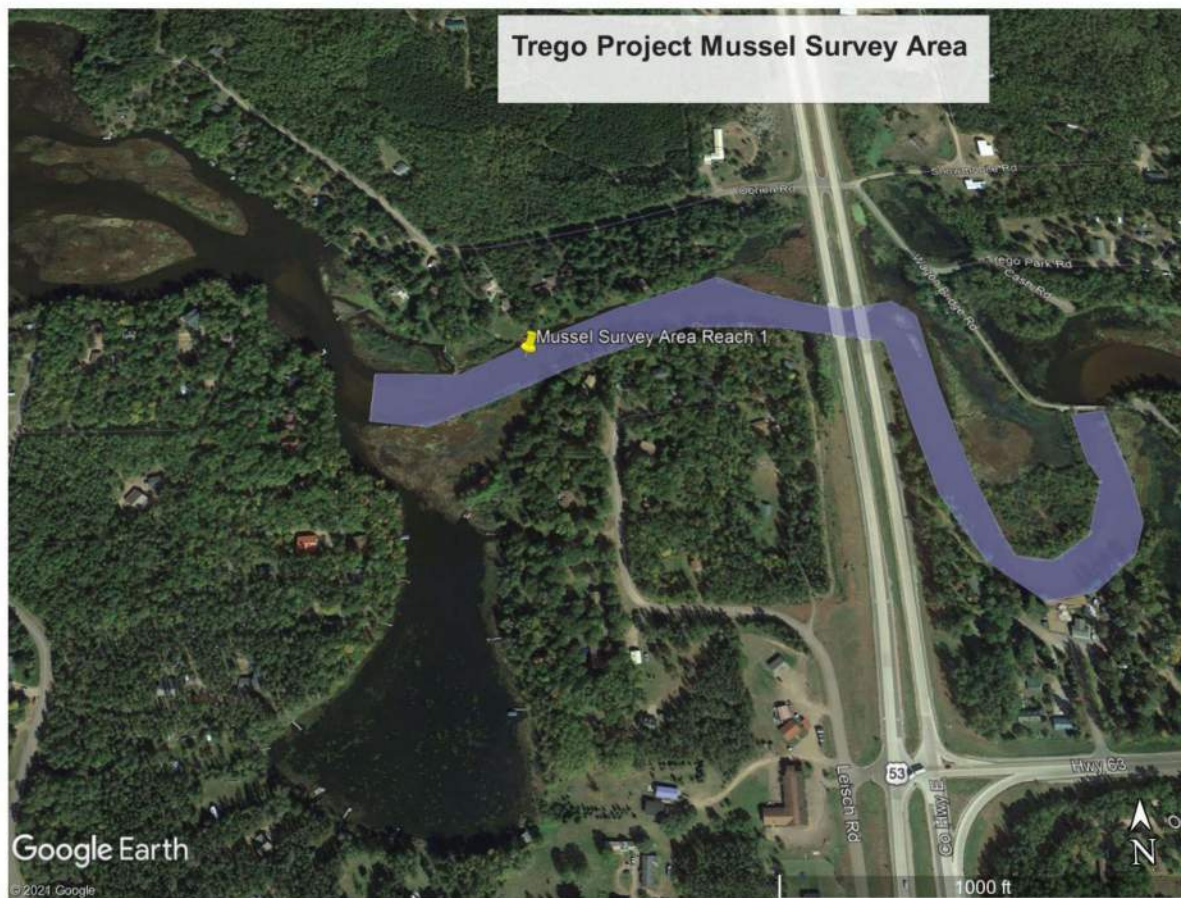 Trego Project Mussel Survey Area
Trego Park Rd
Cash Rd
Mussel Survey Area Reach 1
Leisch Rd
53
Co Hwy E
Hwy 63
N
Google Earth
© 2021 Google
1000 ft